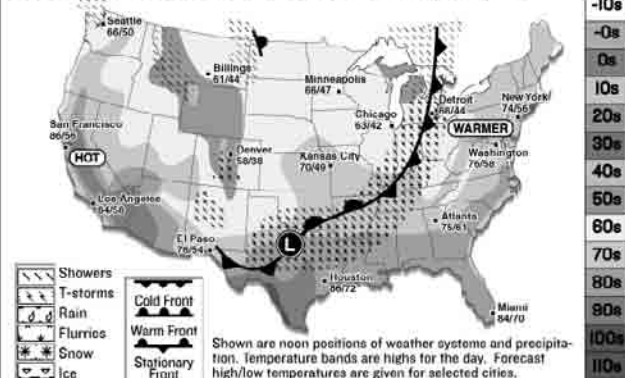 Seattle
66/50
Billings
61/44
Minneapolis
66/47
Detroit
66/44
New York
74/56
Chicago
63/42
WARMER
San Francisco
86/56
HOT
Denver
58/38
Kansas City
70/49
Washington
76/58
Los Angeles
84/56
Atlanta
75/61
El Paso
76/54
L
Houston
86/72
Miami
84/70
Showers
T-storms
Rain
Flurries
Snow
Ice
Cold Front
Warm Front
Stationary
Front
Shown are noon positions of weather systems and precipita-
tion. Temperature bands are highs for the day. Forecast
high/low temperatures are given for selected cities.
-10s
-0s
0s
10s
20s
30s
40s
50s
60s
70s
80s
90s
100s
110s